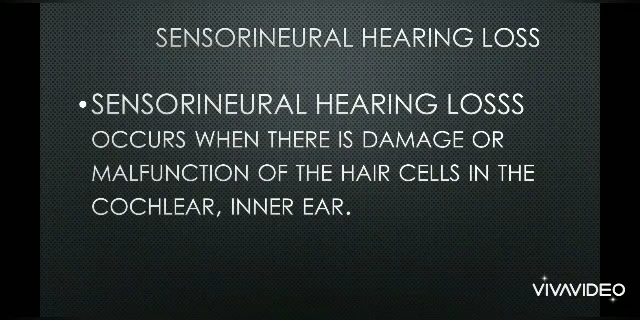 SENSORINEURAL HEARING LOSS
•SENSORINEURAL HEARING LOSSS
OCCURS WHEN THERE IS DAMAGE OR
MALFUNCTION OF THE HAIR CELLS IN THE
COCHLEAR, INNER EAR.
VIVAVIDEO